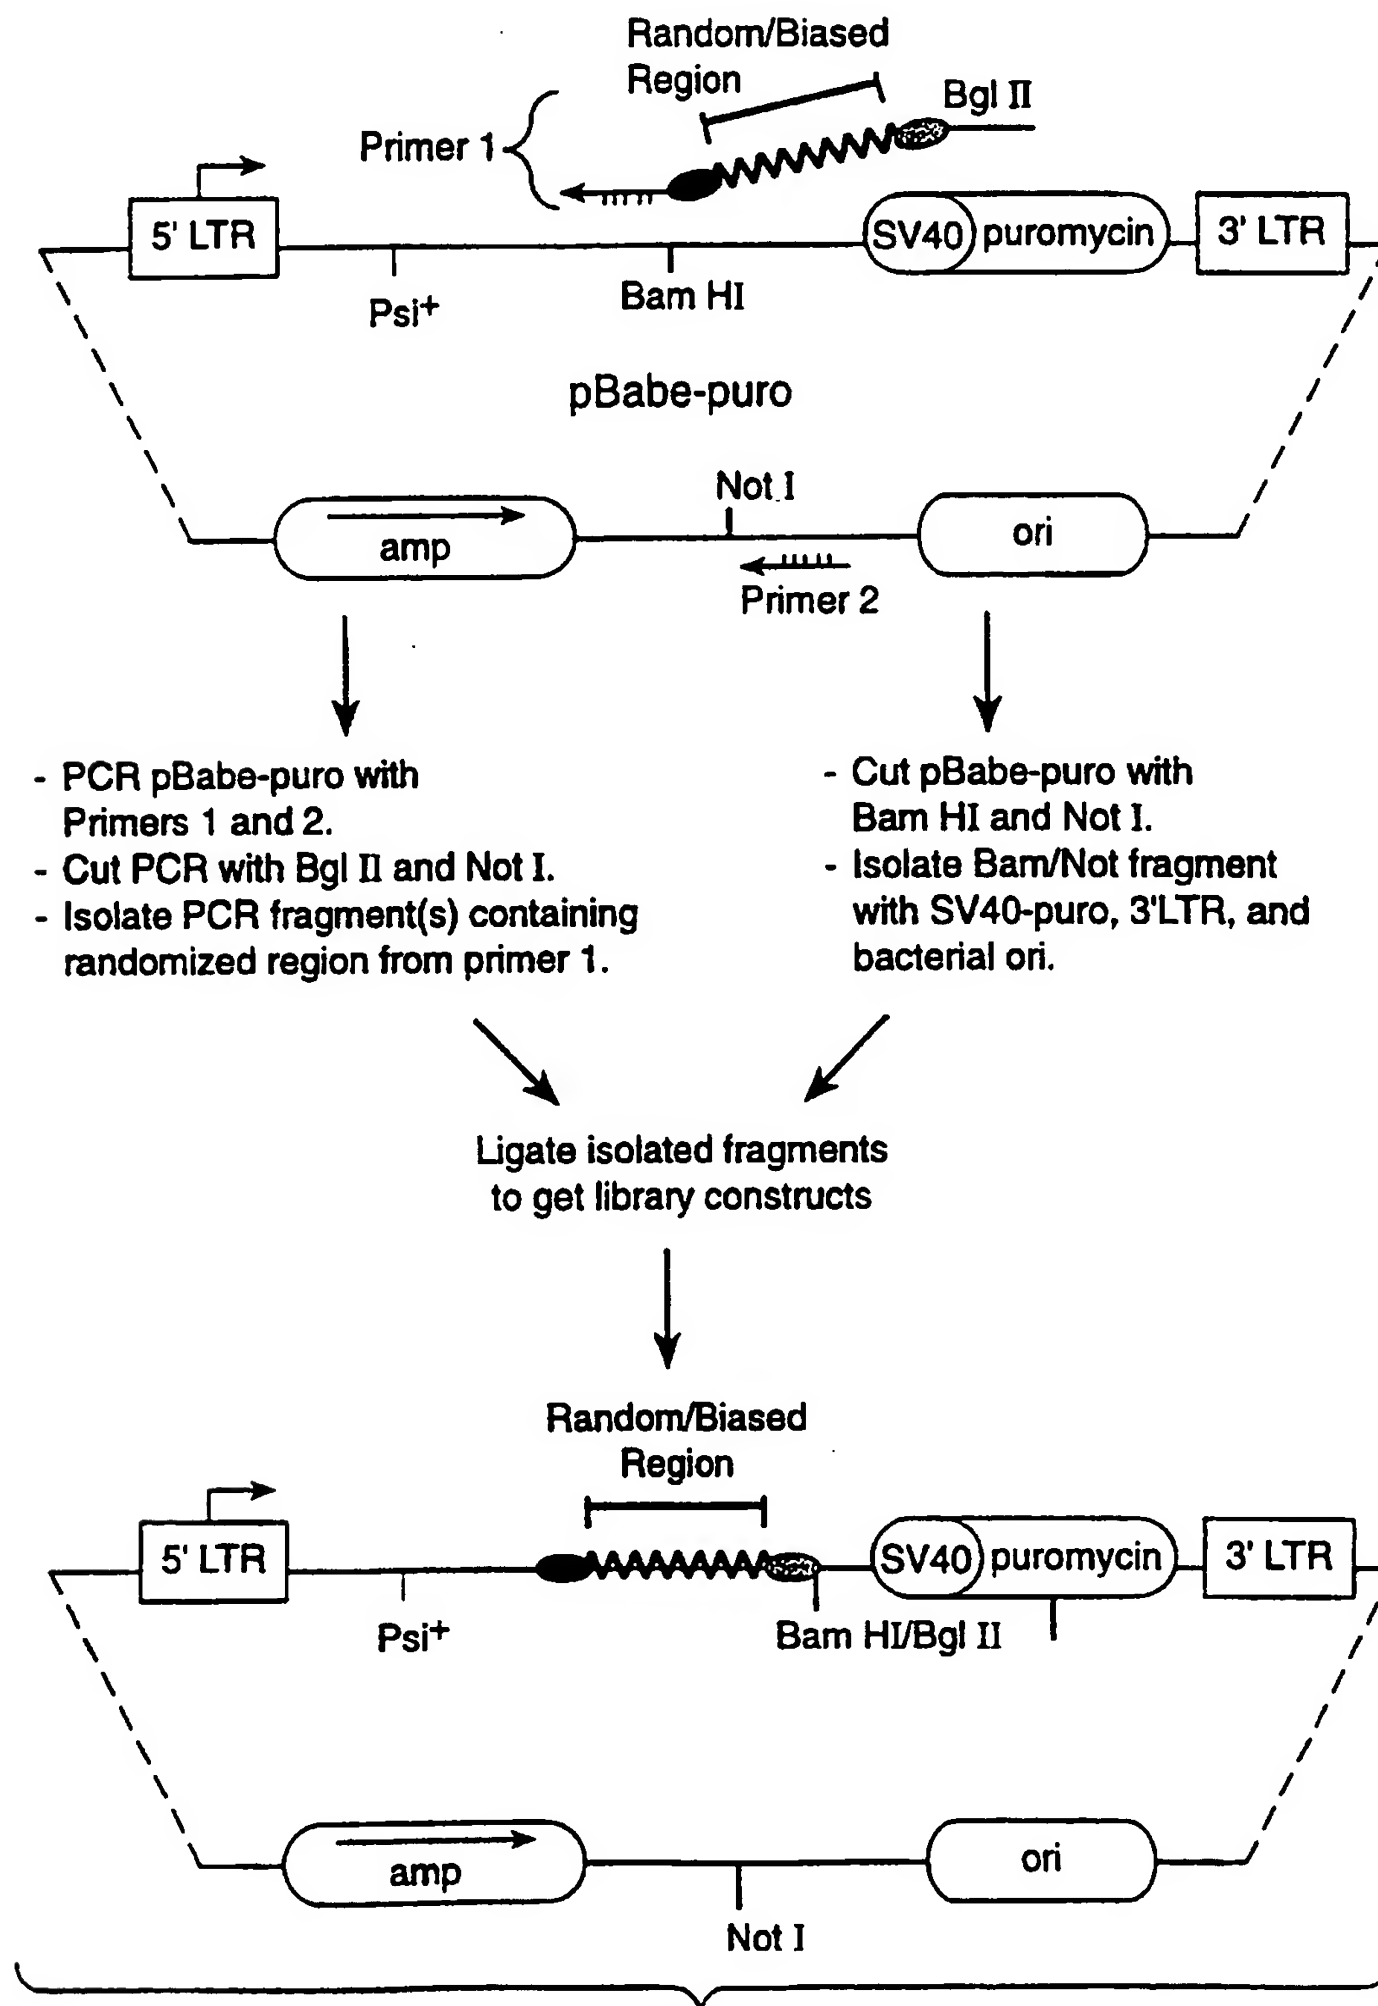 Random/Biased
Region
Bgl II
Primer 1
5' LTR
SV40
puromycin
3' LTR
Psi+
Bam HI
pBabe-puro
Not I
amp
ori
Primer 2
- PCR pBabe-puro with
Primers 1 and 2.
- Cut PCR with Bgl II and Not I.
- Isolate PCR fragment(s) containing
randomized region from primer 1.
- Cut pBabe-puro with
Bam HI and Not I.
- Isolate Bam/Not fragment
with SV40-puro, 3'LTR, and
bacterial ori.
Ligate isolated fragments
to get library constructs
Random/Biased
Region
5' LTR
SV40
puromycin
3' LTR
Psi+
Bam HI/Bgl II
amp
ori
Not I